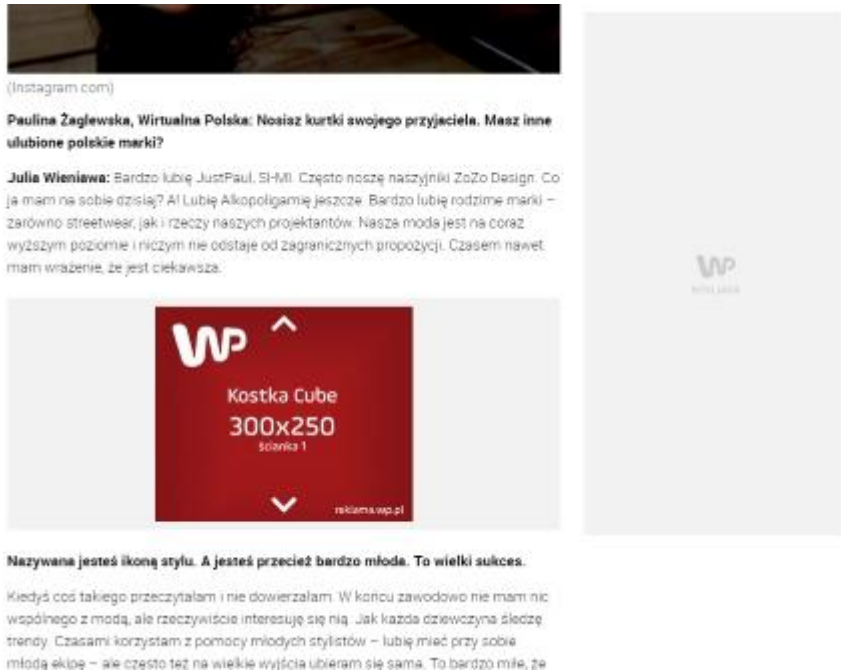 (Instagram.com)
Paulina Żaglewska, Wirtualna Polska: Nosisz kurtki swojego przyjaciela. Masz inne
ulubione polskie marki?
Julia Wieniawa: Bardzo lubię JustPaul, SI-MI. Często noszę naszyjniki ZoZo Design. Co
ja mam na sobie dzisiaj? A! Lubię Alkopoligamię jeszcze. Bardzo lubię rodzime marki –
zarówno streetwear, jak i rzeczy naszych projektantów. Nasza moda jest na coraz
wyższym poziomie i niczym nie odstaje od zagranicznych propozycji. Czasem nawet
mam wrażenie, że jest ciekawsza.
WP
Kostka Cube
300x250
ścianka 1
reklama.wp.pl
WP
Nazywana jesteś ikoną stylu. A jesteś przecież bardzo młoda. To wielki sukces.
Kiedyś coś takiego przeczytałam i nie dowierzałam. W końcu zawodowo nie mam nic
wspólnego z modą, ale rzeczywiście interesuję się nią. Jak każda dziewczyna śledzę
trendy. Czasami korzystam z pomocy młodych stylistów – lubię mieć przy sobie
młodą ekipę – ale często też na wielkie wyjścia ubieram się sama. To bardzo miłe, że